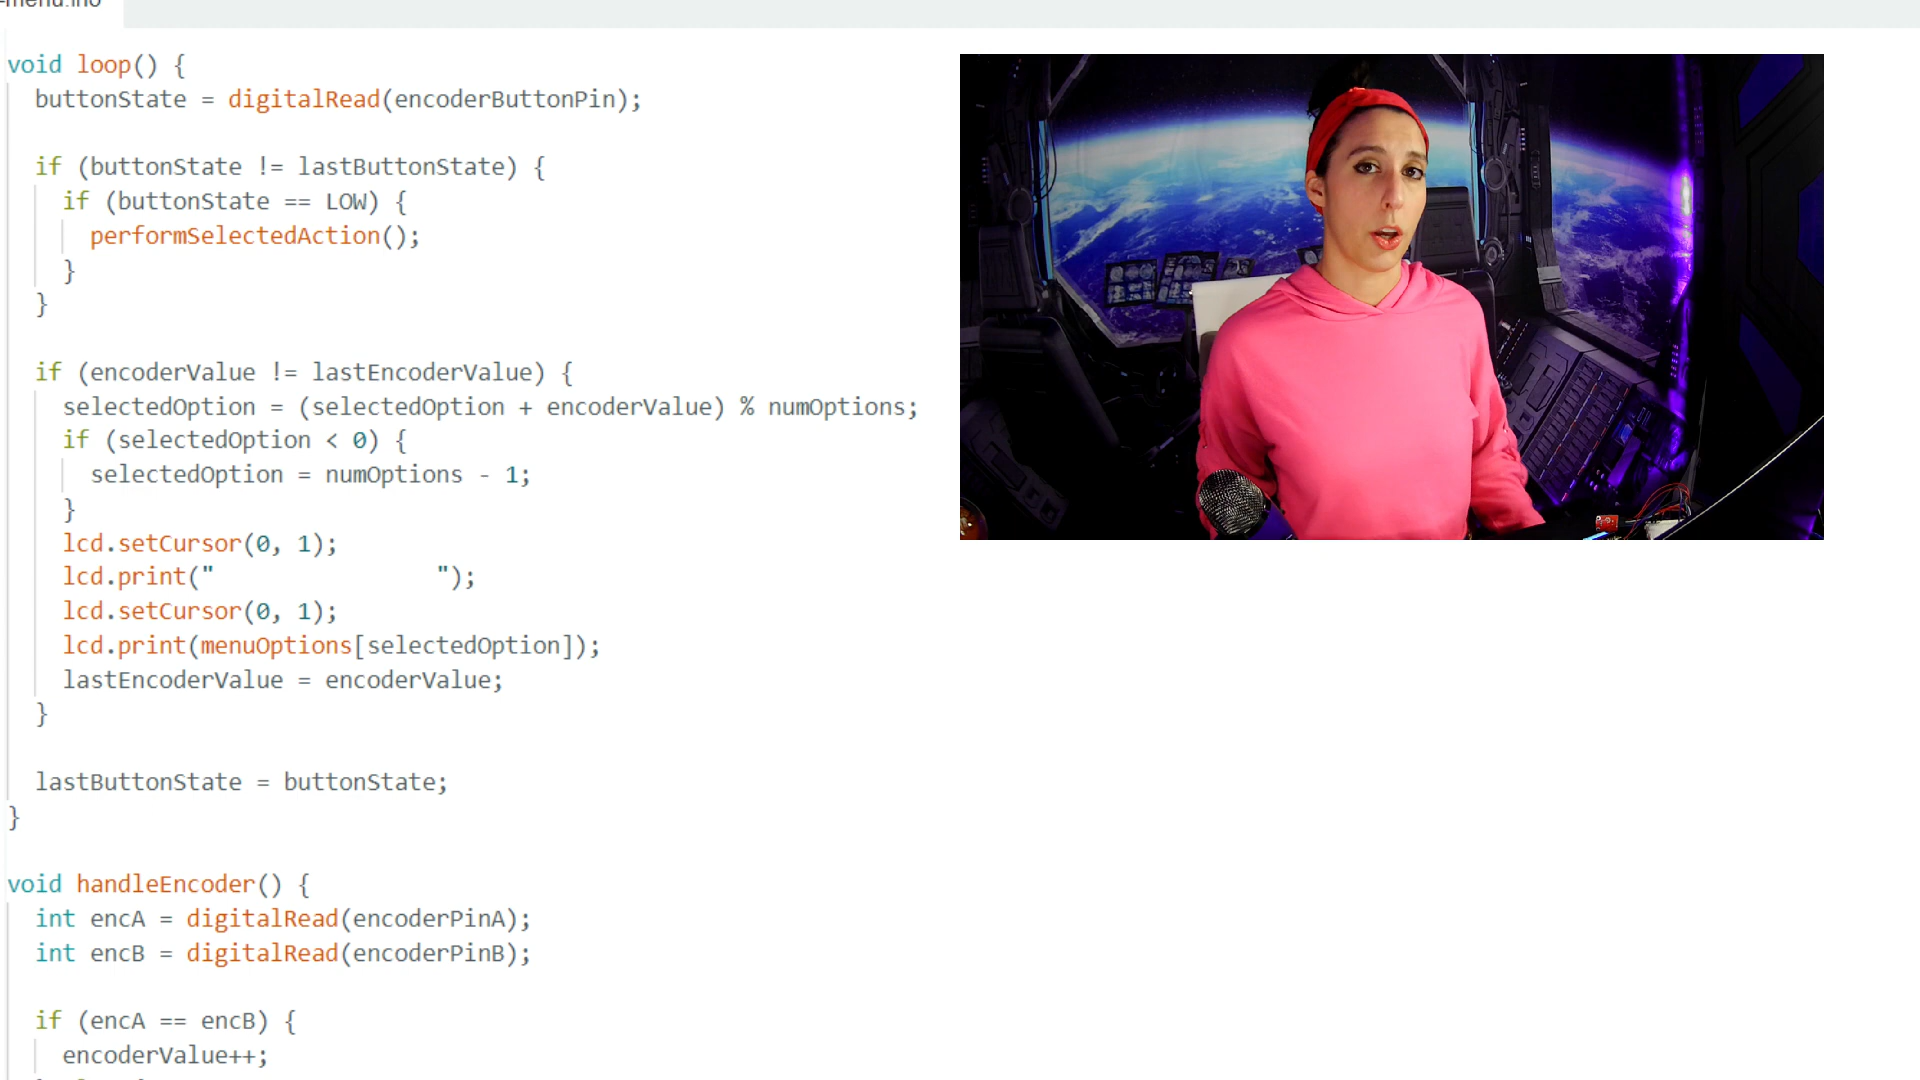 void loop() {
buttonState = digitalRead(encoderButtonPin);
if (buttonState != lastButtonState) {
if (buttonState == LOW) {
performSelectedAction();
}
}
if (encoderValue != lastEncoderValue) {
selectedOption = (selectedOption + encoderValue) % numOptions;
if (selectedOption < 0) {
selectedOption = numOptions - 1;
}
lcd.setCursor(0, 1);
lcd.print("                ");
lcd.setCursor(0, 1);
lcd.print(menuOptions[selectedOption]);
lastEncoderValue = encoderValue;
}
lastButtonState = buttonState;
}
void handleEncoder() {
int encA = digitalRead(encoderPinA);
int encB = digitalRead(encoderPinB);
if (encA == encB) {
encoderValue++;